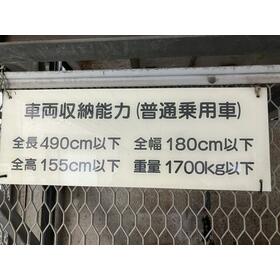 車両収納能力(普通乗用車)
全長490cm以下 全幅180cm以下
全高155cm以下 重量1700kg以下